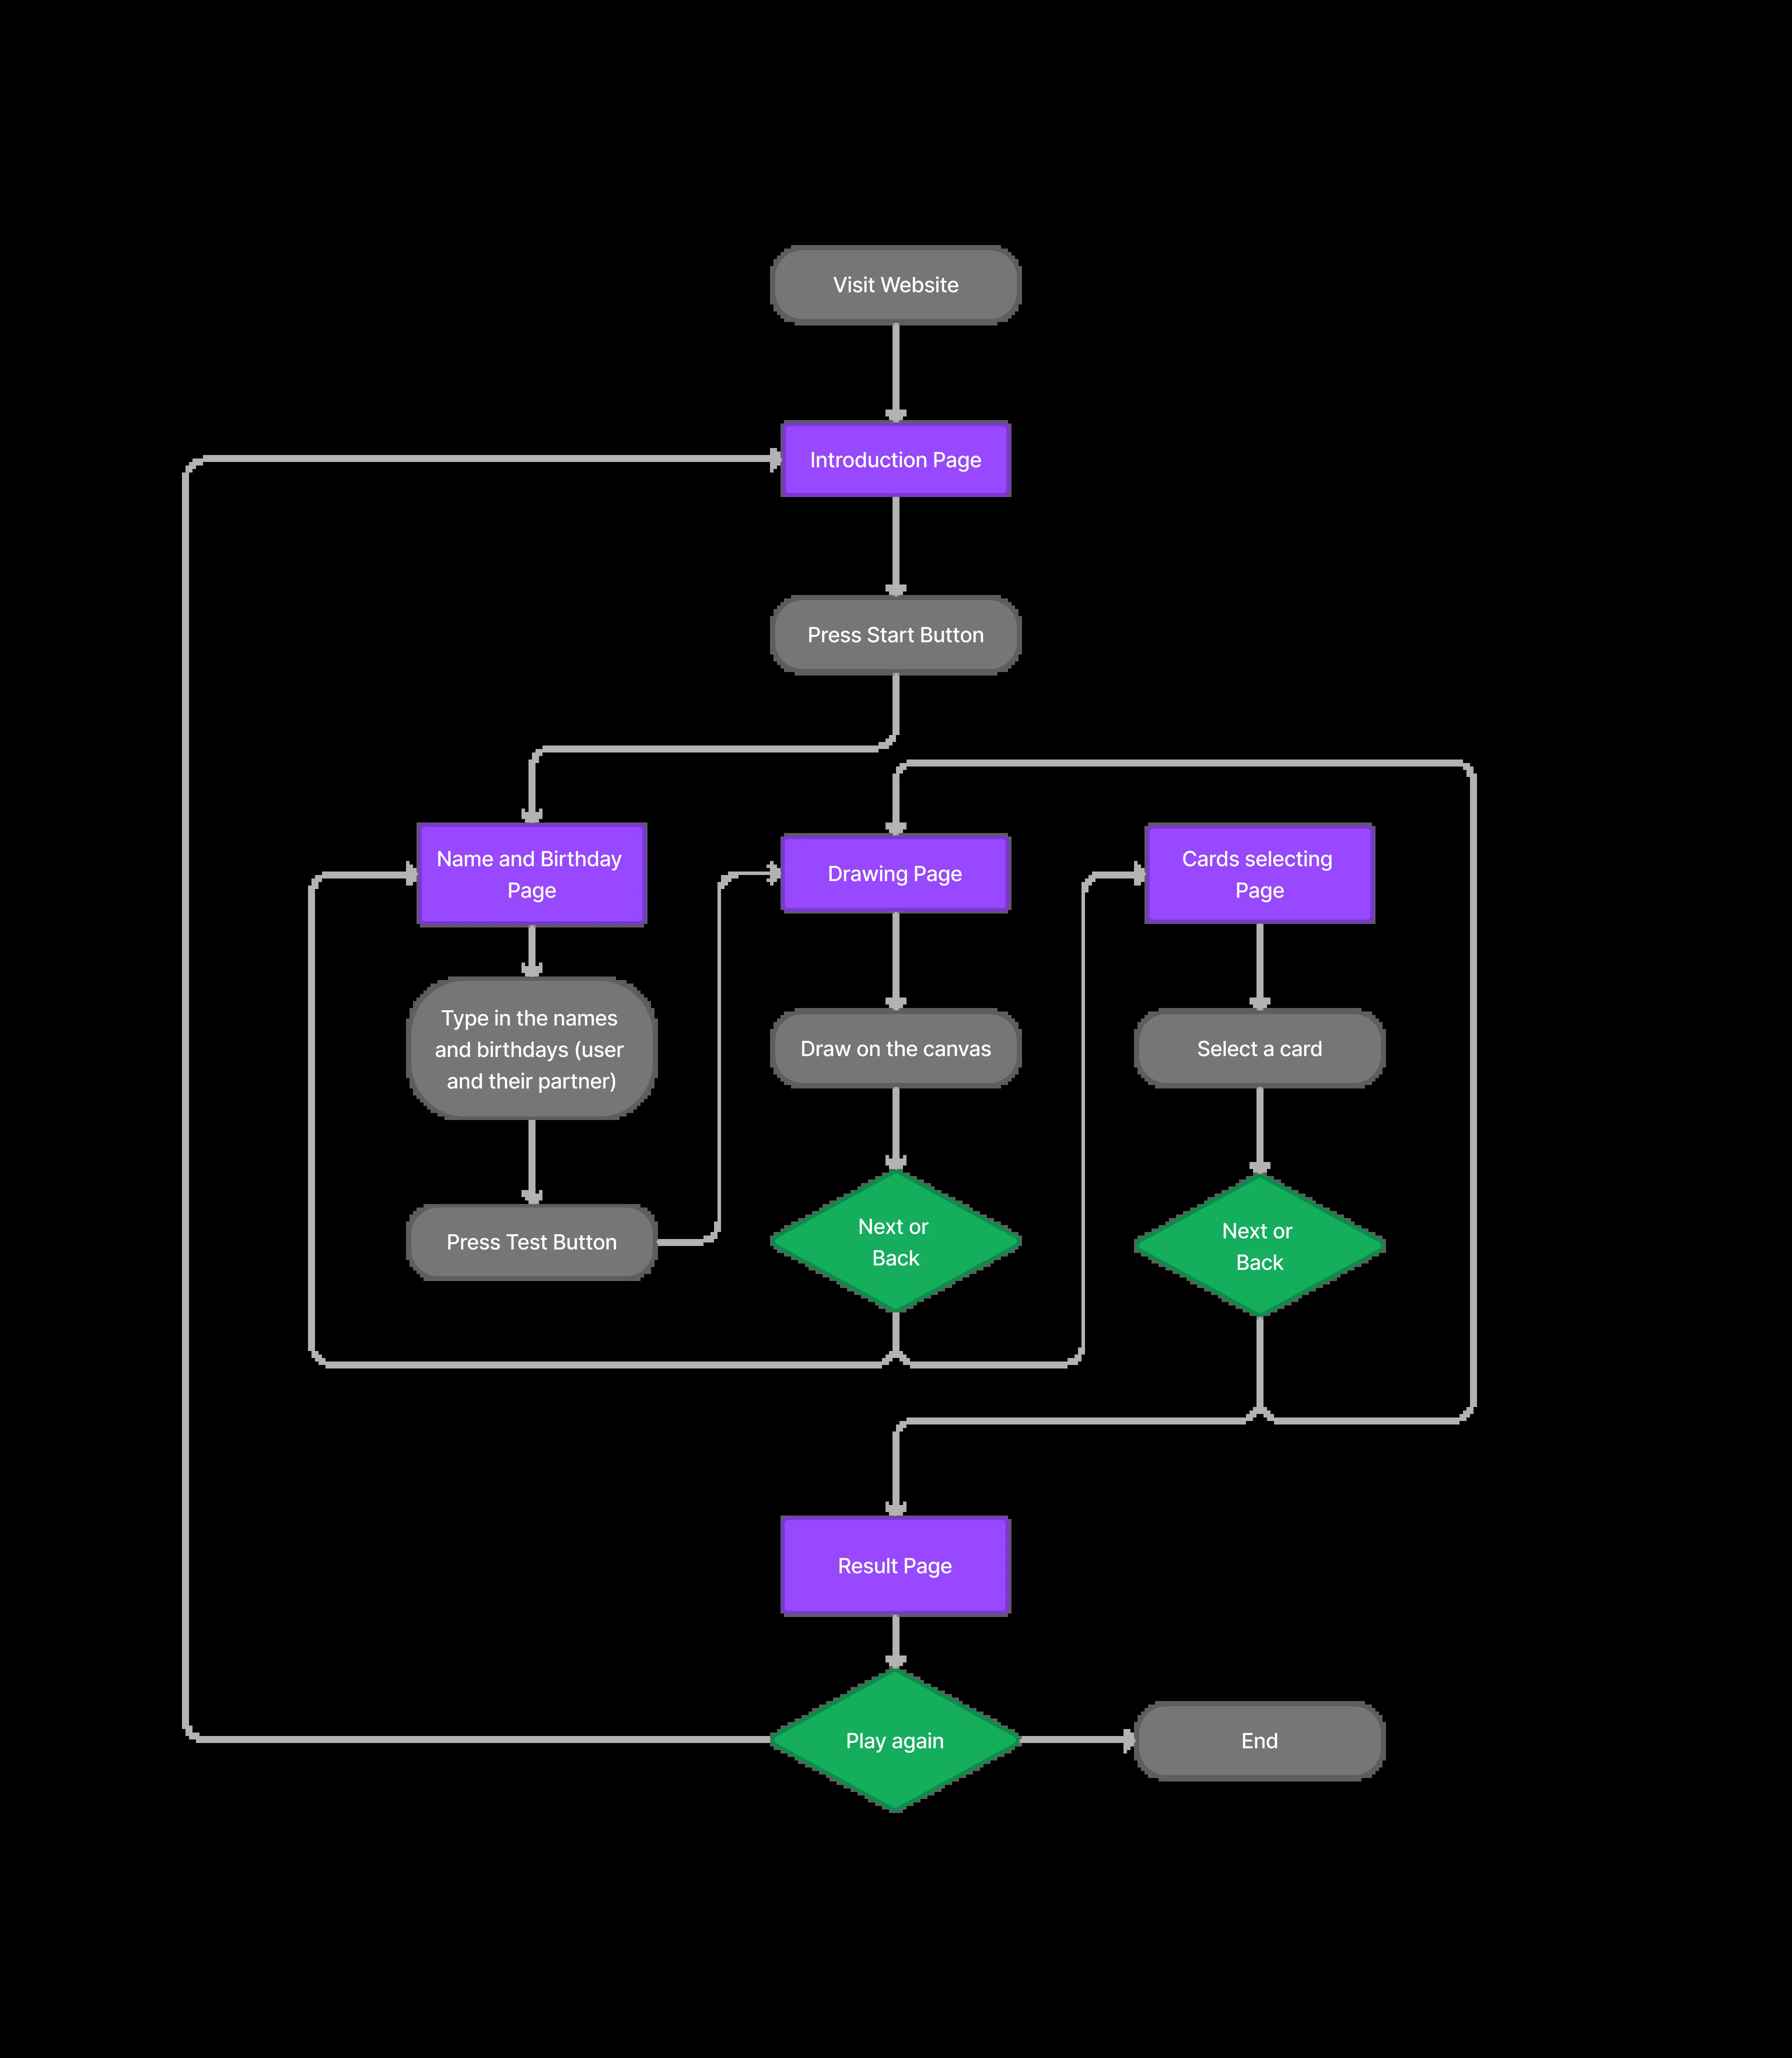 Visit Website
Introduction Page
Press Start Button
Name and Birthday
Page
Drawing Page
Cards selecting
Page
Type in the names
and birthdays (user
and their partner)
Draw on the canvas
Select a card
Press Test Button
Next or
Back
Next or
Back
Result Page
Play again
End